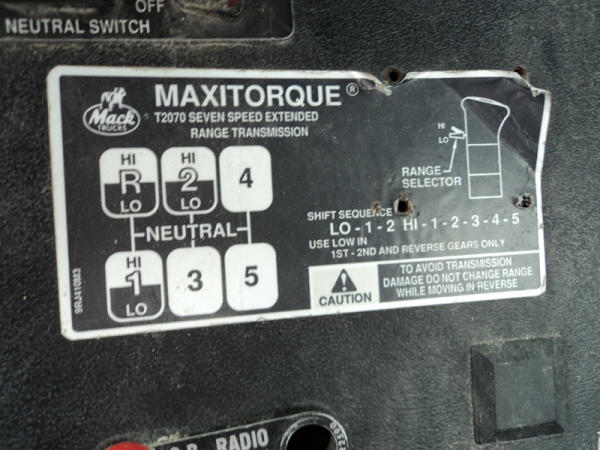 OFF
NEUTRAL SWITCH
Mack
TRUCKS
MAXITORQUE®
T2070 SEVEN SPEED EXTENDED
RANGE TRANSMISSION
HI
LO
RANGE
SELECTOR
HI HI
R 2 4
LO LO
NEUTRAL
HI
1 3 5
LO
SHIFT SEQUENCE
LO-1-2 HI-1-2-3-4-5
USE LOW IN
1ST-2ND AND REVERSE GEARS ONLY
CAUTION
TO AVOID TRANSMISSION
DAMAGE DO NOT CHANGE RANGE
WHILE MOVING IN REVERSE
9RJ410M3
RADIO